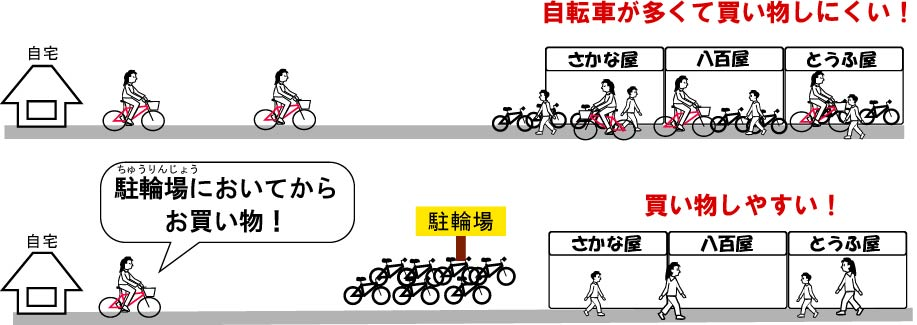 自転車が多くて買い物しにくい！
自宅
さかな屋
八百屋
とうふ屋
ちゅうりんじょう
駐輪場においてから
お買い物！
駐輪場
買い物しやすい！
自宅
さかな屋
八百屋
とうふ屋